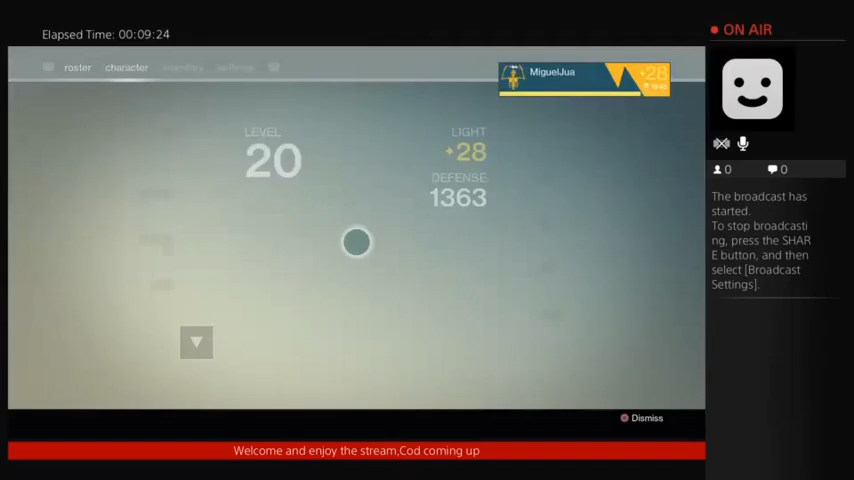 Elapsed Time: 00:09:24
ON AIR
roster character
MiguelJua
+28
LEVEL
20
LIGHT
+28
DEFENSE
1363
0 0
The broadcast has
started.
To stop broadcasti
ng, press the SHAR
E button, and then
select [Broadcast
Settings].
Dismiss
Welcome and enjoy the stream,Cod coming up